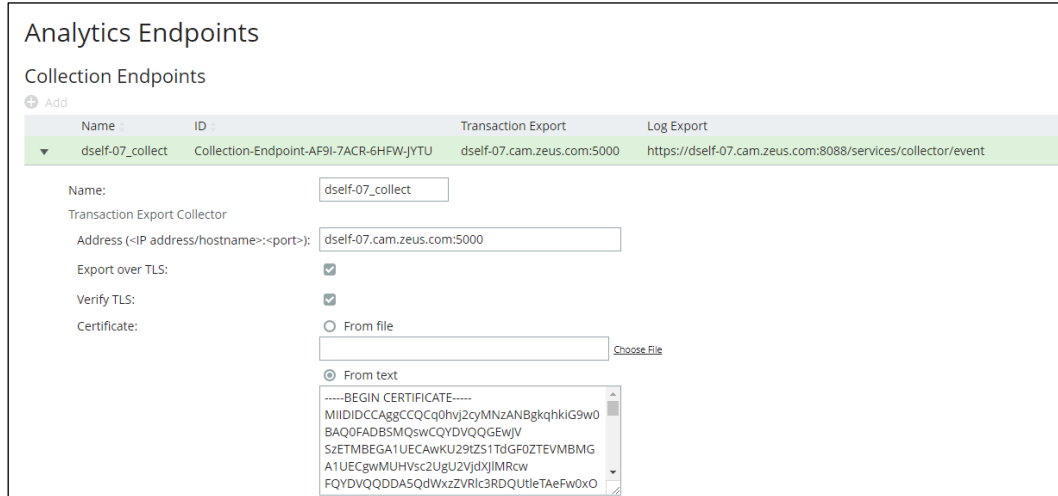 Analytics Endpoints
Collection Endpoints
Add
Name ID Transaction Export Log Export
dself-07_collect Collection-Endpoint-AF9I-7ACR-6HFW-JYTU dself-07.cam.zeus.com:5000 https://dself-07.cam.zeus.com:8088/services/collector/event
Name: dself-07_collect
Transaction Export Collector
Address (<IP address/hostname>:<port>): dself-07.cam.zeus.com:5000
Export over TLS:
Verify TLS:
Certificate: From file
Choose File
From text
-----BEGIN CERTIFICATE-----
MIIDIDCCAggCCQCq0hvj2cyMNzANBgkqhkiG9w0
BAQ0FADBSMQswCQYDVQQGEwJV
SzETMBEGA1UECAwKU29tZS1TdGF0ZTEVMBMG
A1UECgwMUHVsc2UgU2VjdXJlMRcw
FQYDVQQDDA5QdWxzZVRlc3RDQUtleTAeFw0xO